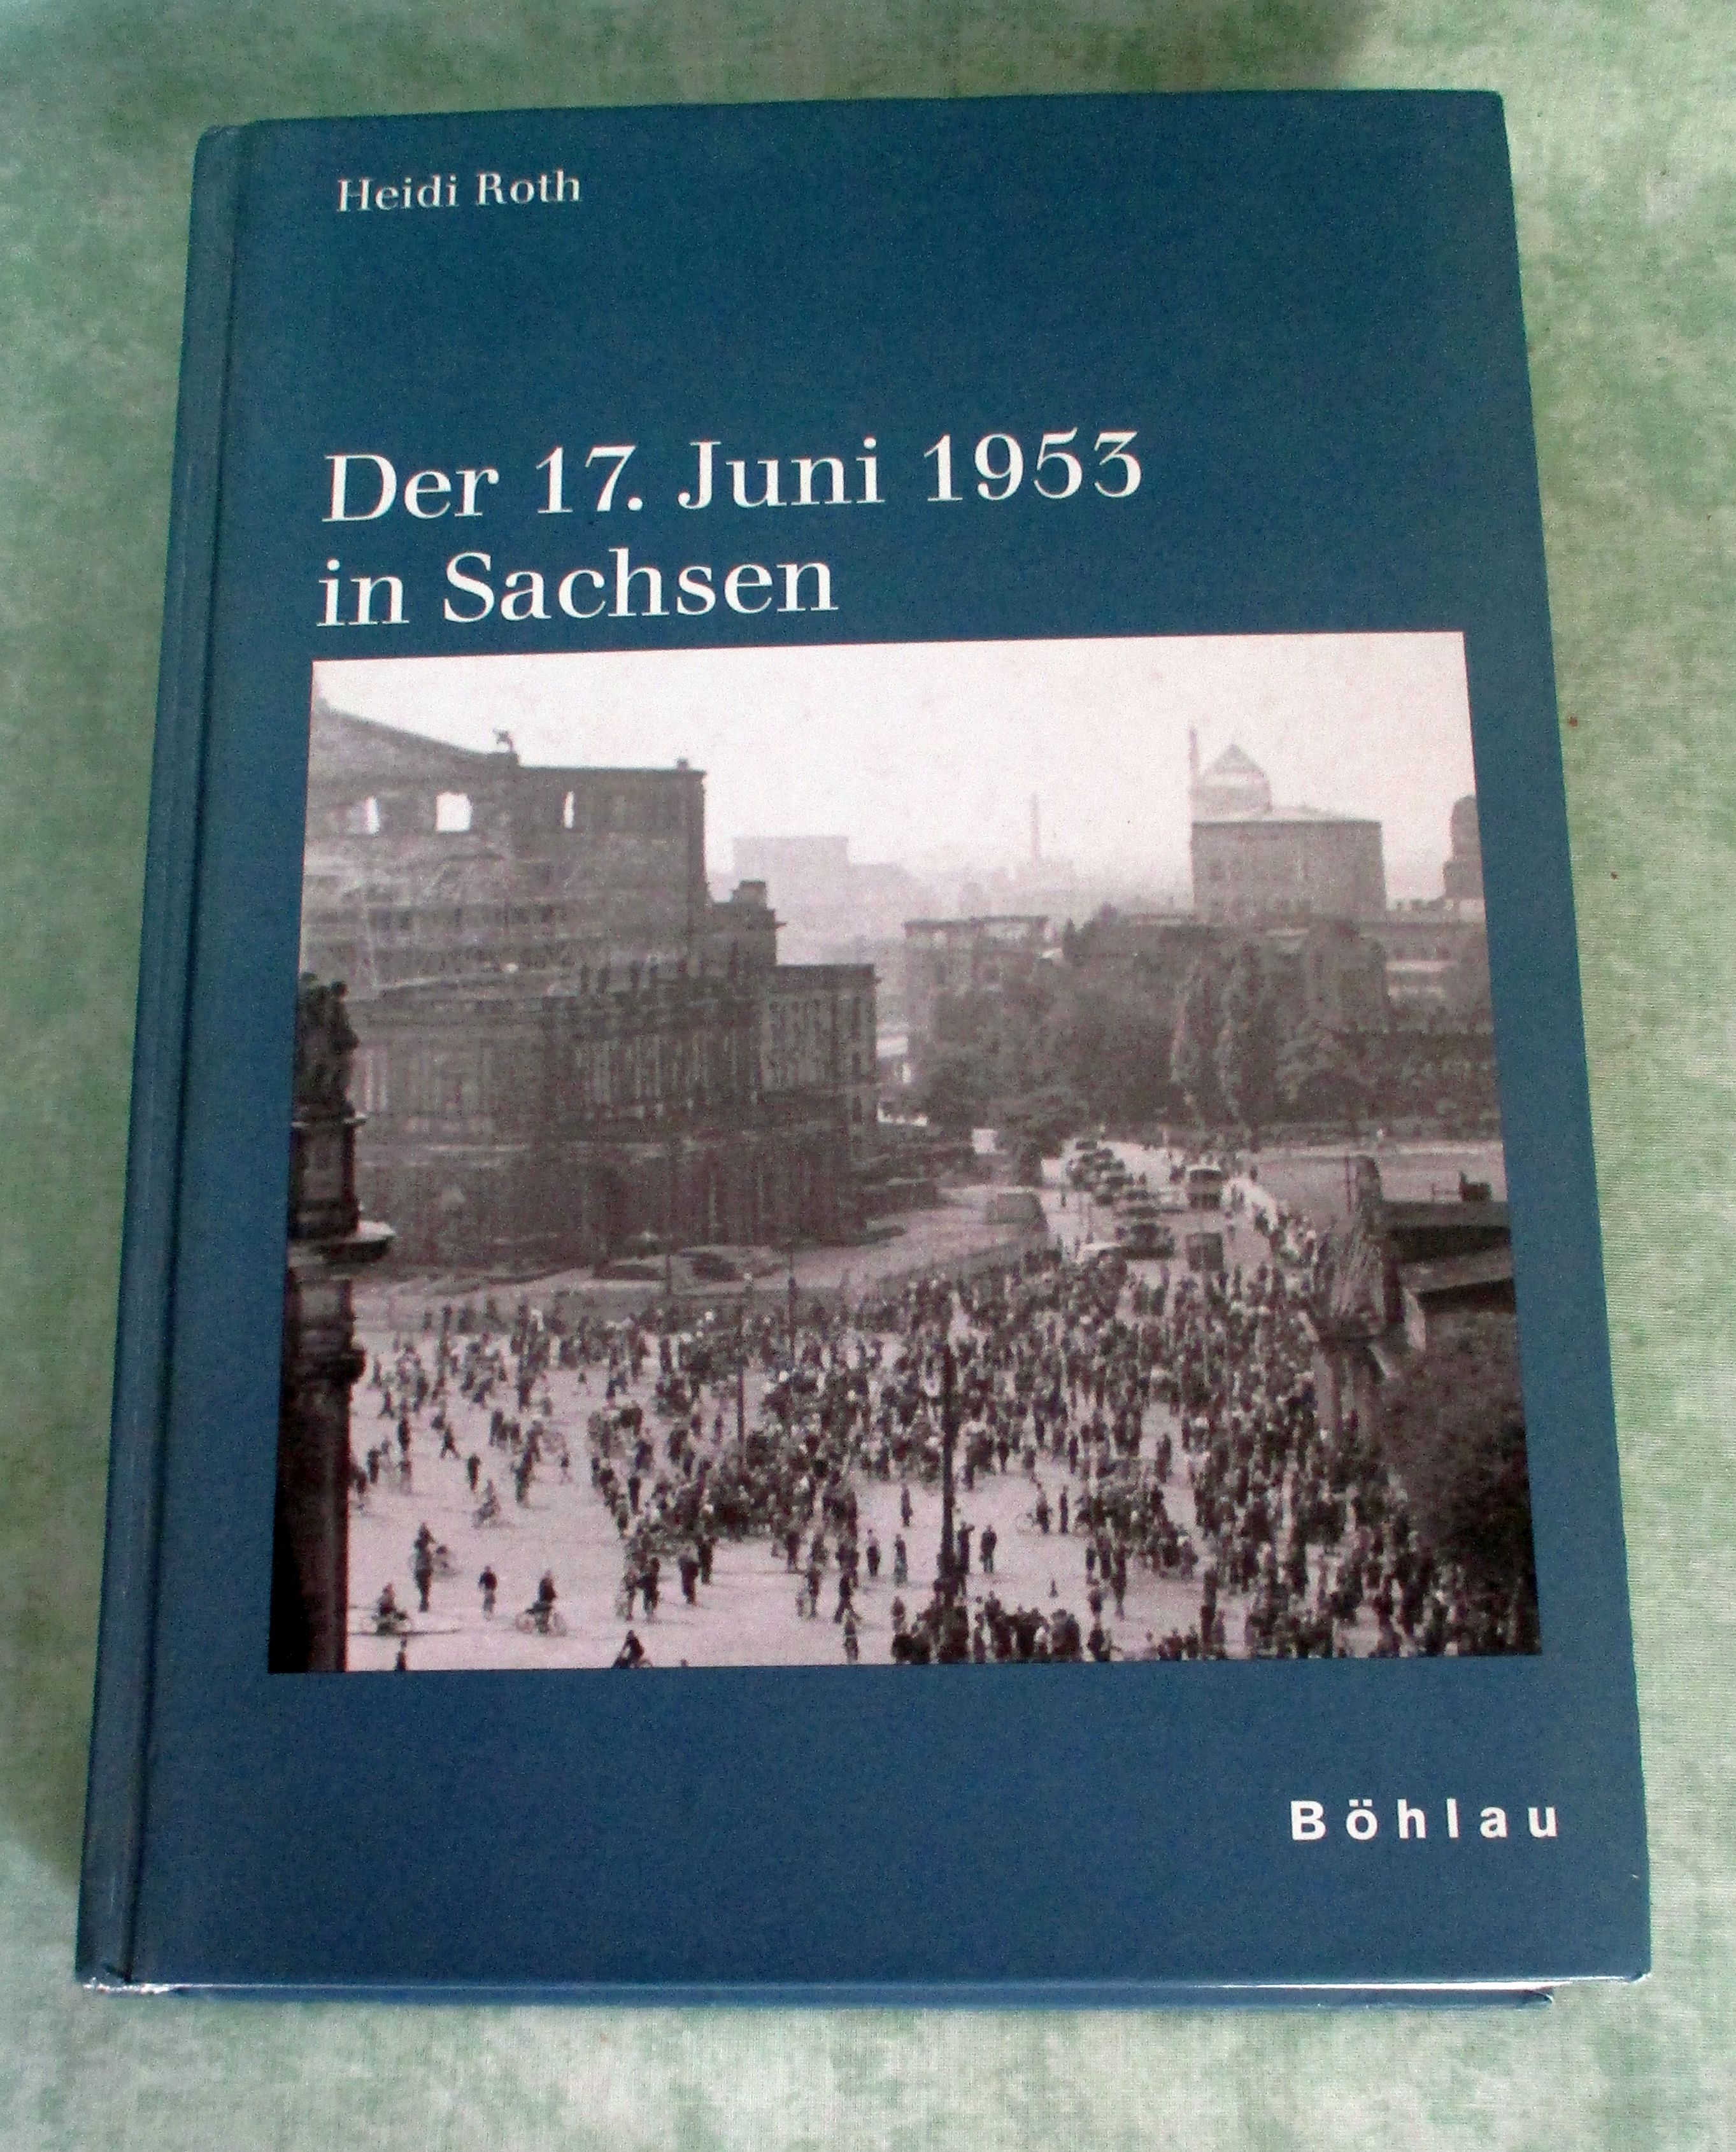 Heidi Roth
Der 17. Juni 1953
in Sachsen
Böhlau